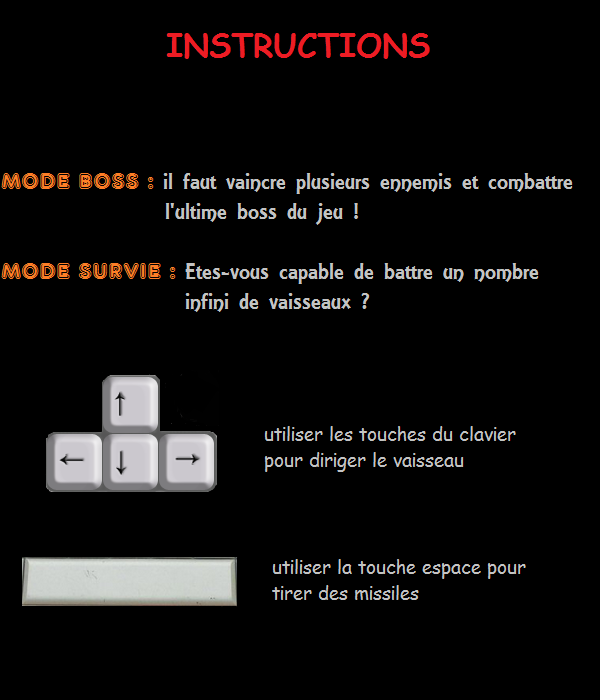 INSTRUCTIONS
MODE BOSS : il faut vaincre plusieurs ennemis et combattre
l'ultime boss du jeu !
MODE SURVIE : Etes-vous capable de battre un nombre
infini de vaisseaux ?
↑
← ↓ →
utiliser les touches du clavier
pour diriger le vaisseau
utiliser la touche espace pour
tirer des missiles